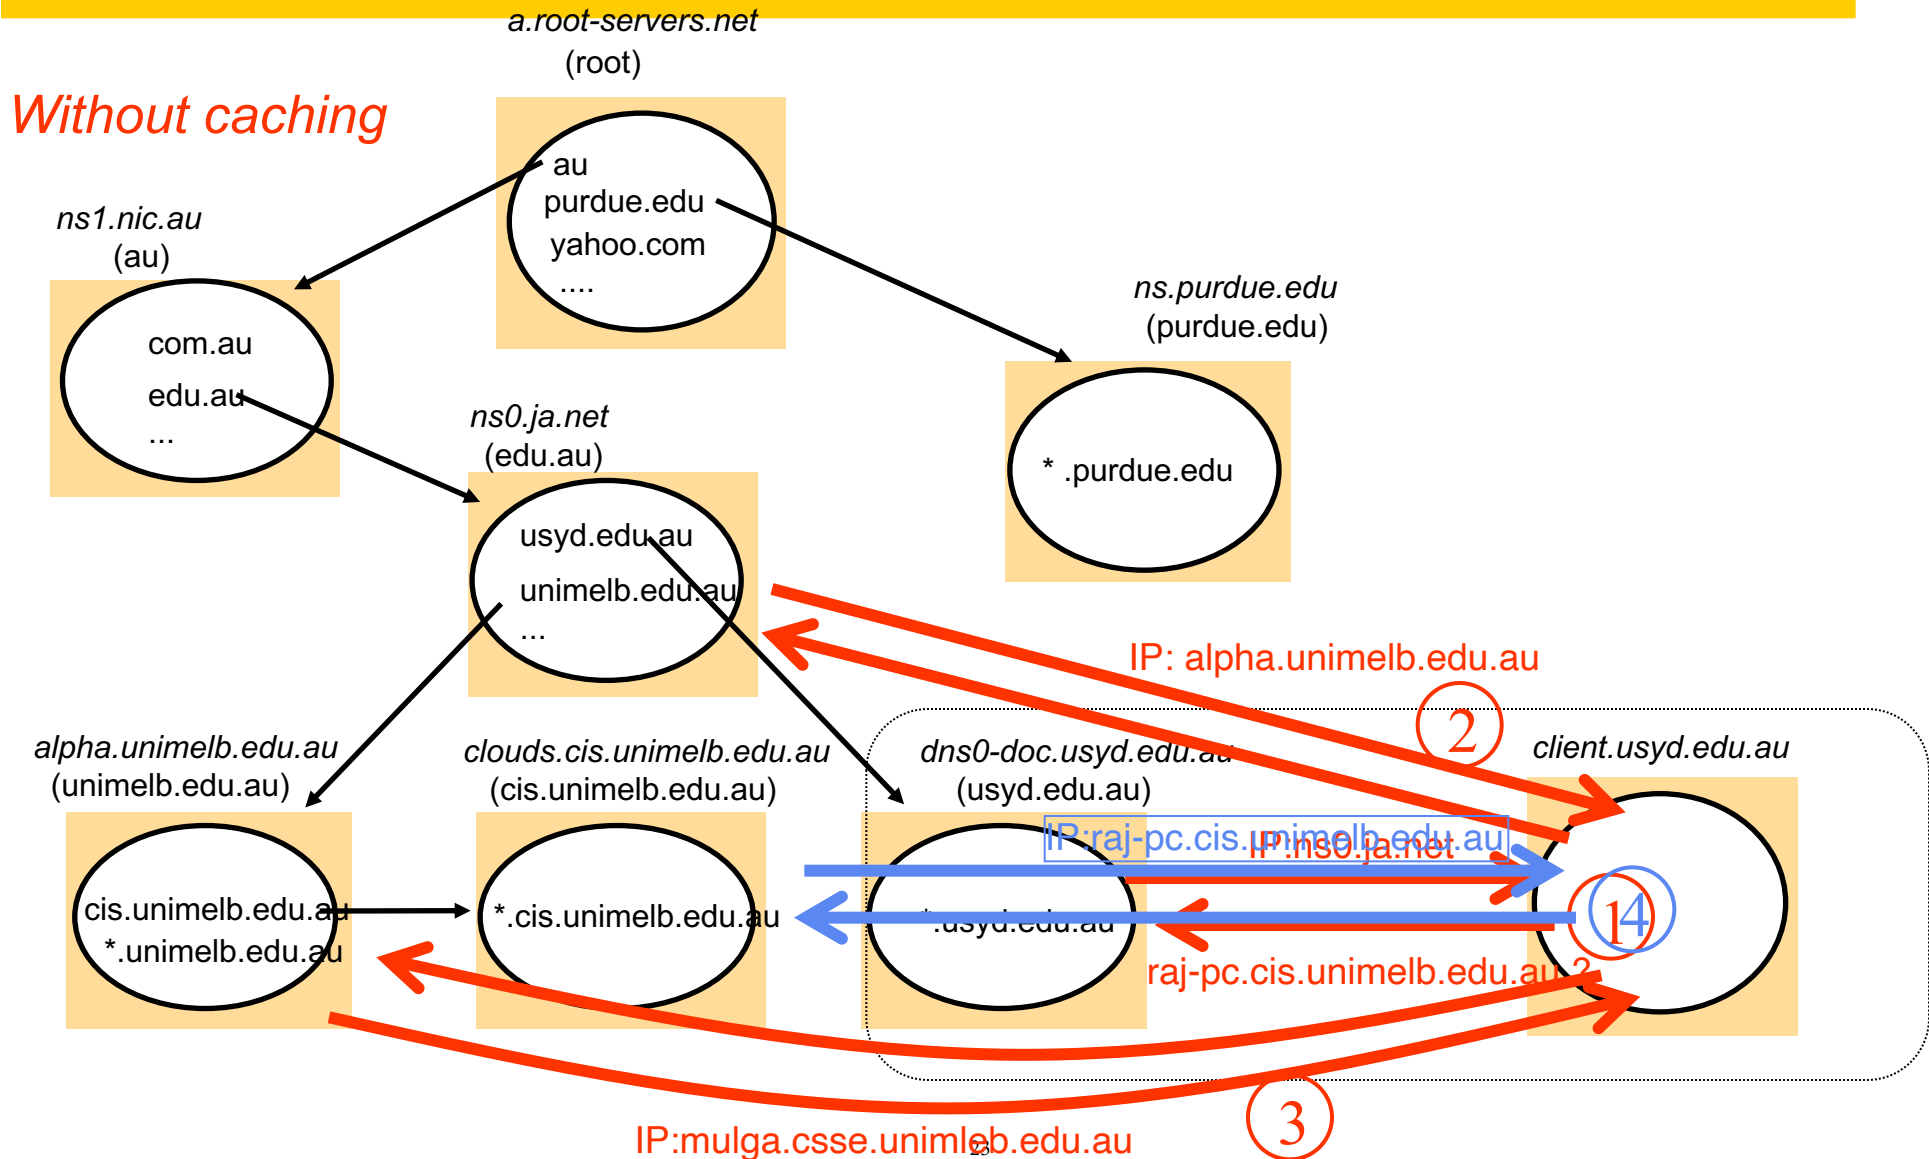 a.root-servers.net
(root)
Without caching
au
purdue.edu
yahoo.com
....
ns1.nic.au
(au)
com.au
edu.au
...
ns.purdue.edu
(purdue.edu)
* .purdue.edu
ns0.ja.net
(edu.au)
usyd.edu.au
unimelb.edu.au
...
IP: alpha.unimelb.edu.au
2
alpha.unimelb.edu.au
(unimelb.edu.au)
cis.unimelb.edu.au
*.unimelb.edu.au
clouds.cis.unimelb.edu.au
(cis.unimelb.edu.au)
*.cis.unimelb.edu.au
dns0-doc.usyd.edu.au
(usyd.edu.au)
*.usyd.edu.au
client.usyd.edu.au
IP:raj-pc.cis.unimelb.edu.au
IP:ns0.ja.net
1
4
raj-pc.cis.unimelb.edu.au ?
3
IP:mulga.csse.unimleb.edu.au
23